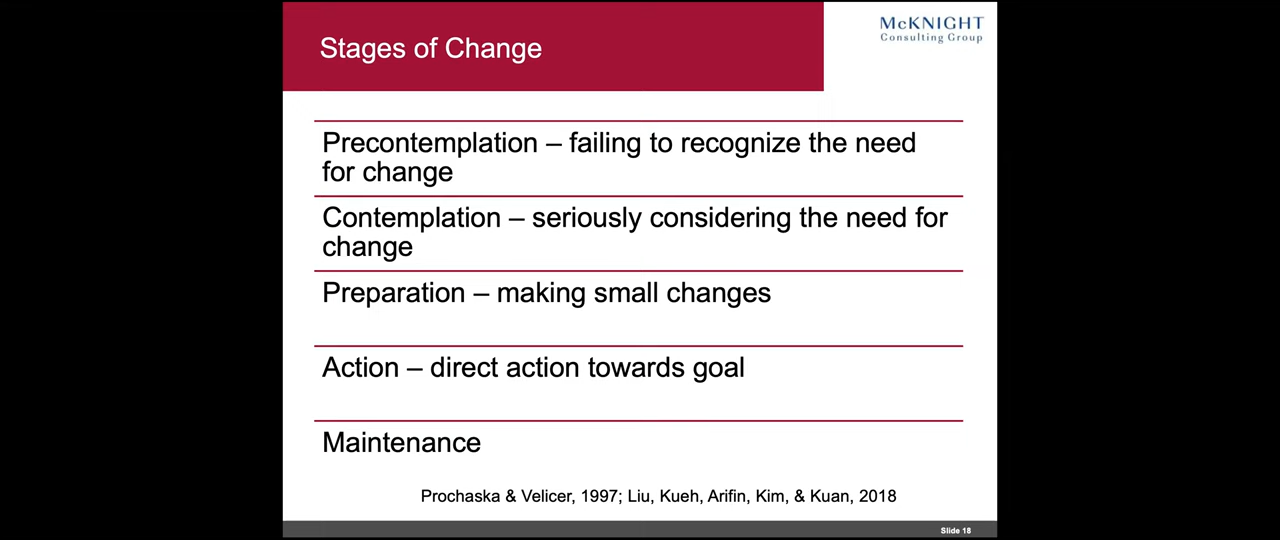 Stages of Change
McKNIGHT
Consulting Group
Precontemplation – failing to recognize the need
for change
Contemplation – seriously considering the need for
change
Preparation – making small changes
Action – direct action towards goal
Maintenance
Prochaska & Velicer, 1997; Liu, Kueh, Arifin, Kim, & Kuan, 2018
Slide 18